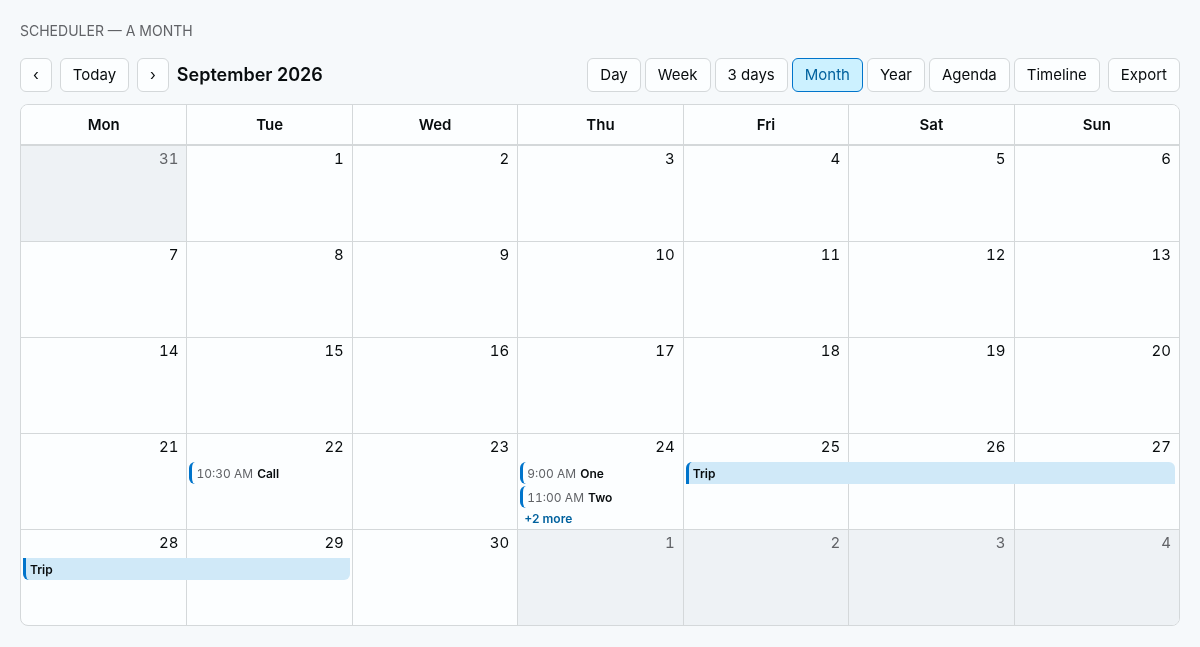 SCHEDULER — A MONTH
‹ Today › September 2026 Day Week 3 days Month Year Agenda Timeline Export
Mon Tue Wed Thu Fri Sat Sun
31 1 2 3 4 5 6
7 8 9 10 11 12 13
14 15 16 17 18 19 20
21 22 23 24 25 26 27
10:30 AM Call 9:00 AM One Trip
11:00 AM Two
+2 more
28 29 30 1 2 3 4
Trip